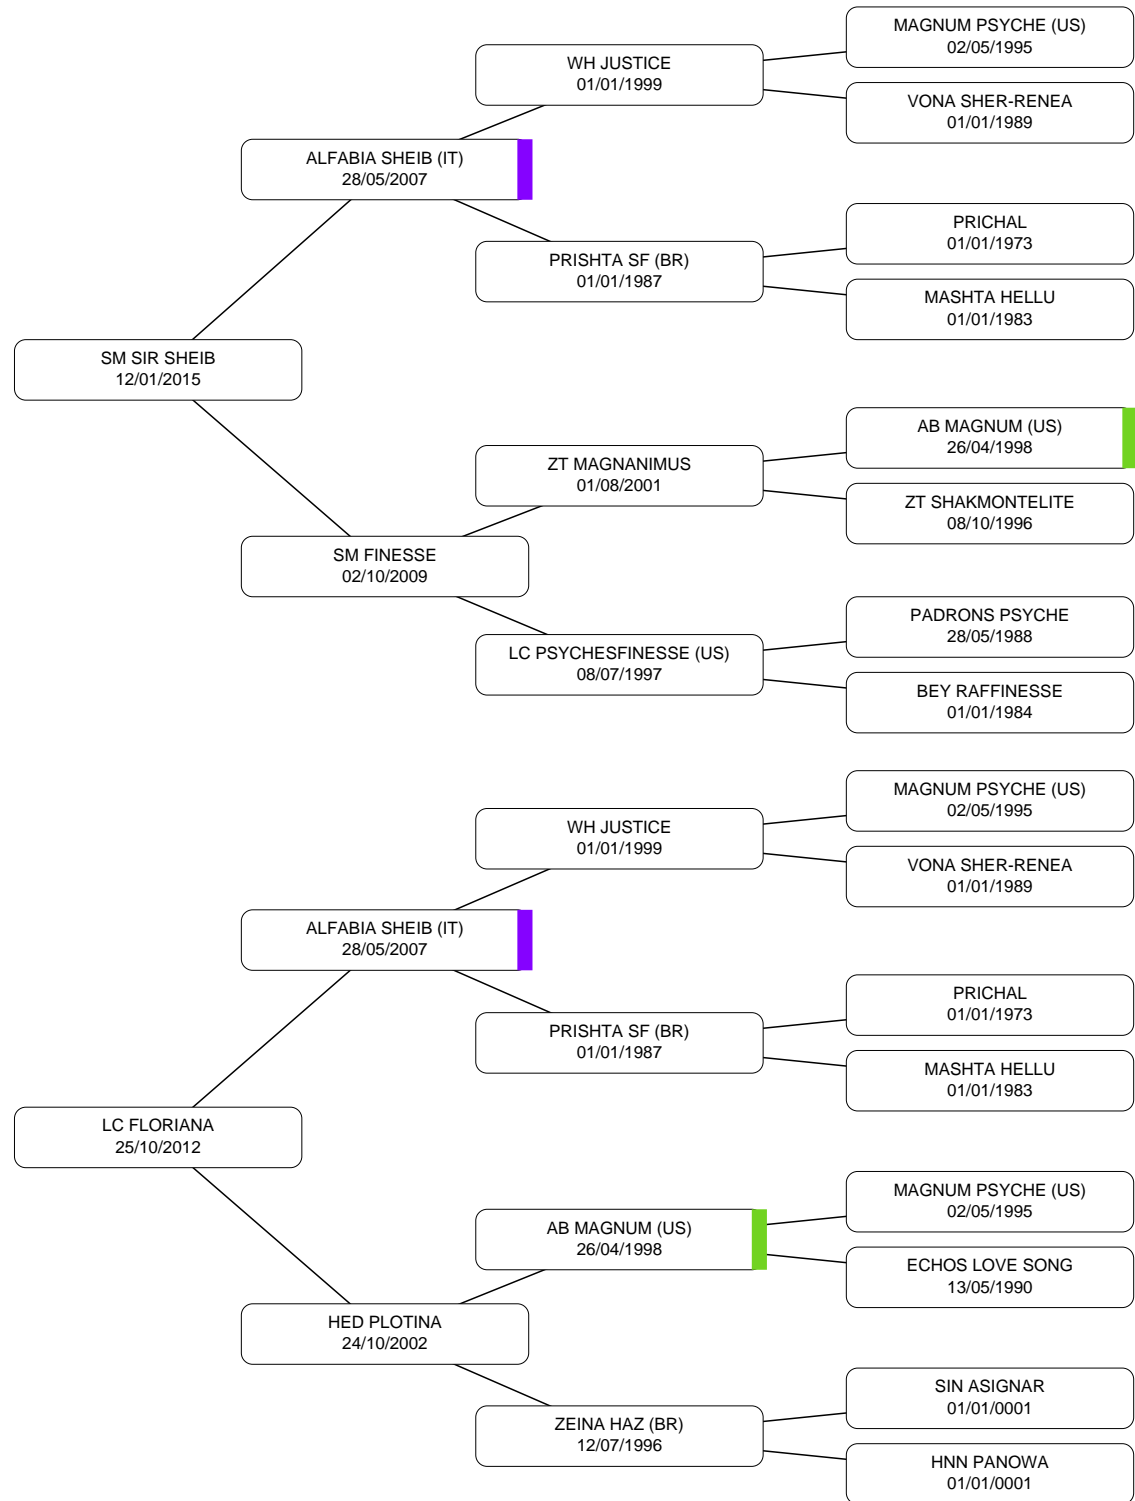 MAGNUM PSYCHE (US)
02/05/1995
WH JUSTICE
01/01/1999
VONA SHER-RENEA
01/01/1989
ALFABIA SHEIB (IT)
28/05/2007
PRICHAL
01/01/1973
PRISHTA SF (BR)
01/01/1987
MASHTA HELLU
01/01/1983
SM SIR SHEIB
12/01/2015
AB MAGNUM (US)
26/04/1998
ZT MAGNANIMUS
01/08/2001
ZT SHAKMONTELITE
08/10/1996
SM FINESSE
02/10/2009
PADRONS PSYCHE
28/05/1988
LC PSYCHESFINESSE (US)
08/07/1997
BEY RAFFINESSE
01/01/1984
MAGNUM PSYCHE (US)
02/05/1995
WH JUSTICE
01/01/1999
VONA SHER-RENEA
01/01/1989
ALFABIA SHEIB (IT)
28/05/2007
PRICHAL
01/01/1973
PRISHTA SF (BR)
01/01/1987
MASHTA HELLU
01/01/1983
LC FLORIANA
25/10/2012
MAGNUM PSYCHE (US)
02/05/1995
AB MAGNUM (US)
26/04/1998
ECHOS LOVE SONG
13/05/1990
HED PLOTINA
24/10/2002
SIN ASIGNAR
01/01/0001
ZEINA HAZ (BR)
12/07/1996
HNN PANOWA
01/01/0001